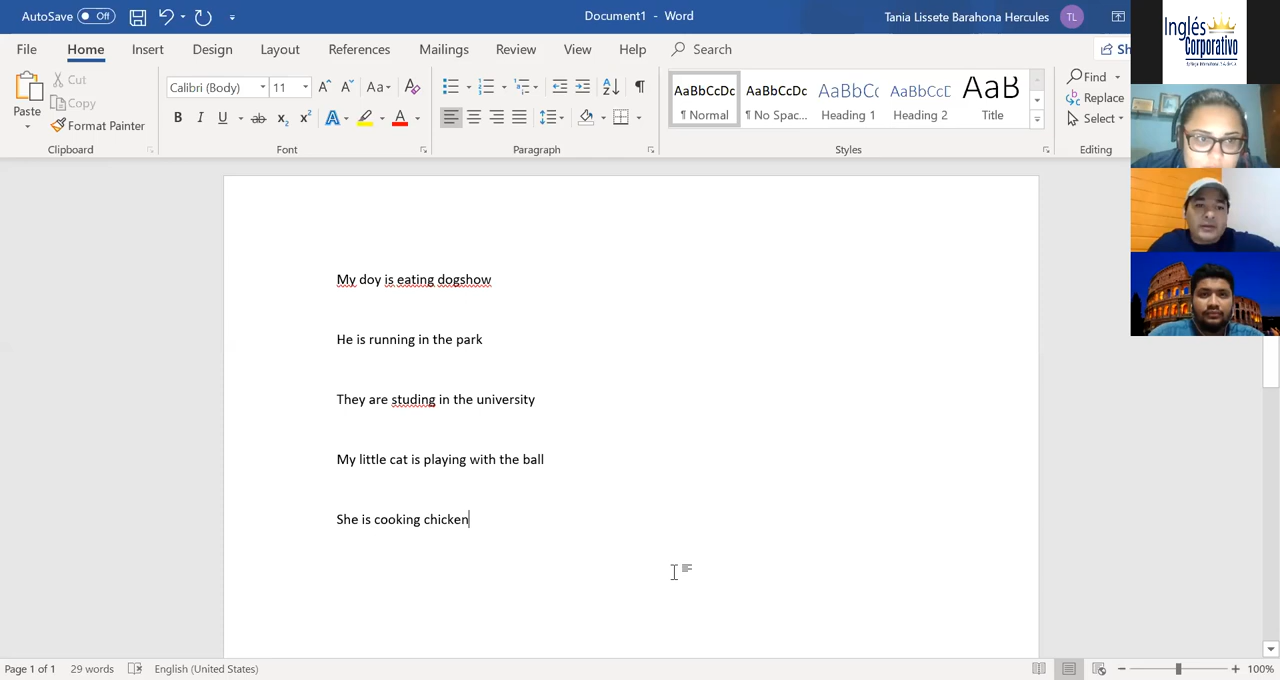 AutoSave Off Document1 - Word Tania Lissete Barahona Hercules TL
File Home Insert Design Layout References Mailings Review View Help Search Sh
Paste Cut Copy Format Painter
Calibri (Body) 11
AaBbCcDc AaBbCcDc AaBbCc AaBbCcD AaB
¶ Normal ¶ No Spac... Heading 1 Heading 2 Title
Find
Replace
Select
Clipboard Font Paragraph Styles Editing
Inglés
Corporativo
My doy is eating dogshow
He is running in the park
They are studing in the university
My little cat is playing with the ball
She is cooking chicken
Page 1 of 1 29 words English (United States) 100%